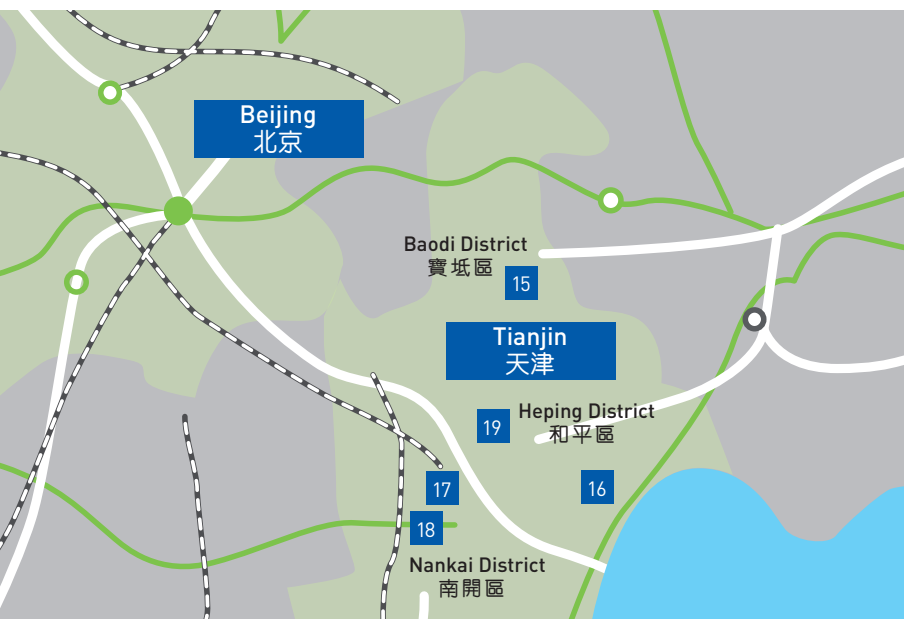 Beijing
北京
Baodi District
寶坻區
15
Tianjin
天津
Heping District
和平區
19
17
16
18
Nankai District
南開區